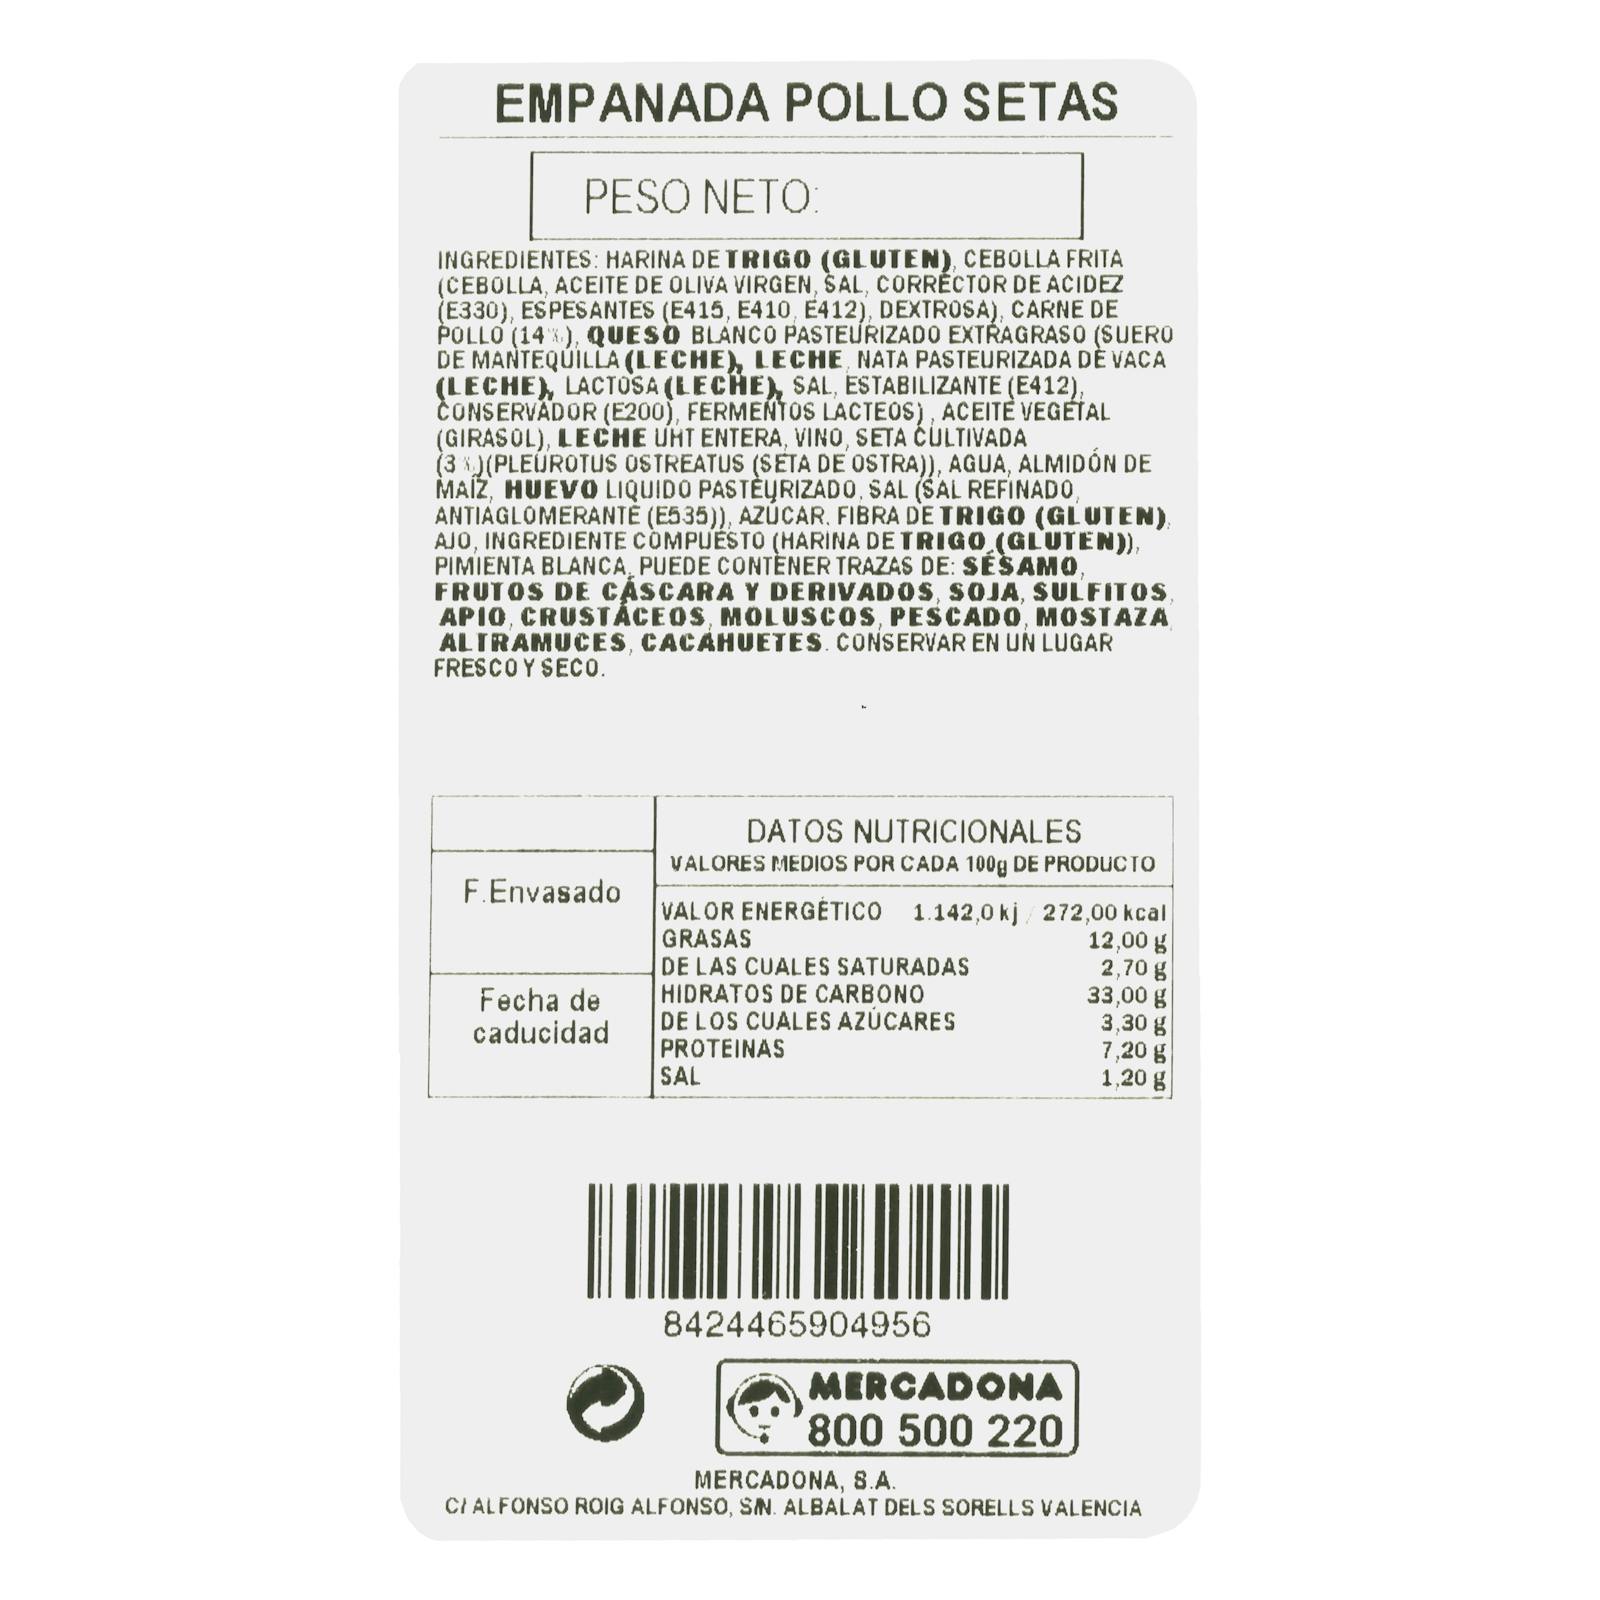 EMPANADA POLLO SETAS
PESO NETO:
INGREDIENTES: HARINA DE TRIGO (GLUTEN), CEBOLLA FRITA
(CEBOLLA, ACEITE DE OLIVA VIRGEN, SAL, CORRECTOR DE ACIDEZ
(E330), ESPESANTES (E415, E410, E412), DEXTROSA), CARNE DE
POLLO (14%), QUESO BLANCO PASTEURIZADO EXTRAGRASO (SUERO
DE MANTEQUILLA (LECHE), LECHE, NATA PASTEURIZADA DE VACA
(LECHE), LACTOSA (LECHE), SAL, ESTABILIZANTE (E412),
CONSERVADOR (E200), FERMENTOS LACTEOS) , ACEITE VEGETAL
(GIRASOL), LECHE UHT ENTERA, VINO, SETA CULTIVADA
(3 %)(PLEUROTUS OSTREATUS (SETA DE OSTRA)), AGUA, ALMIDÓN DE
MAÍZ, HUEVO LIQUIDO PASTEURIZADO, SAL (SAL REFINADO,
ANTIAGLOMERANTE (E535)), AZÚCAR, FIBRA DE TRIGO (GLUTEN),
AJO, INGREDIENTE COMPUESTO (HARINA DE TRIGO (GLUTEN)),
PIMIENTA BLANCA, PUEDE CONTENER TRAZAS DE: SÉSAMO,
FRUTOS DE CÁSCARA Y DERIVADOS, SOJA, SULFITOS,
APIO, CRUSTÁCEOS, MOLUSCOS, PESCADO, MOSTAZA,
ALTRAMUCES, CACAHUETES. CONSERVAR EN UN LUGAR
FRESCO Y SECO.
DATOS NUTRICIONALES
VALORES MEDIOS POR CADA 100g DE PRODUCTO
F.Envasado
VALOR ENERGÉTICO 1.142,0 kj / 272,00 kcal
GRASAS 12,00 g
DE LAS CUALES SATURADAS 2,70 g
Fecha de
caducidad
HIDRATOS DE CARBONO 33,00 g
DE LOS CUALES AZÚCARES 3,30 g
PROTEINAS 7,20 g
SAL 1,20 g
8424465904956
MERCADONA
800 500 220
MERCADONA, S.A.
C/ ALFONSO ROIG ALFONSO, S/N. ALBALAT DELS SORELLS VALENCIA